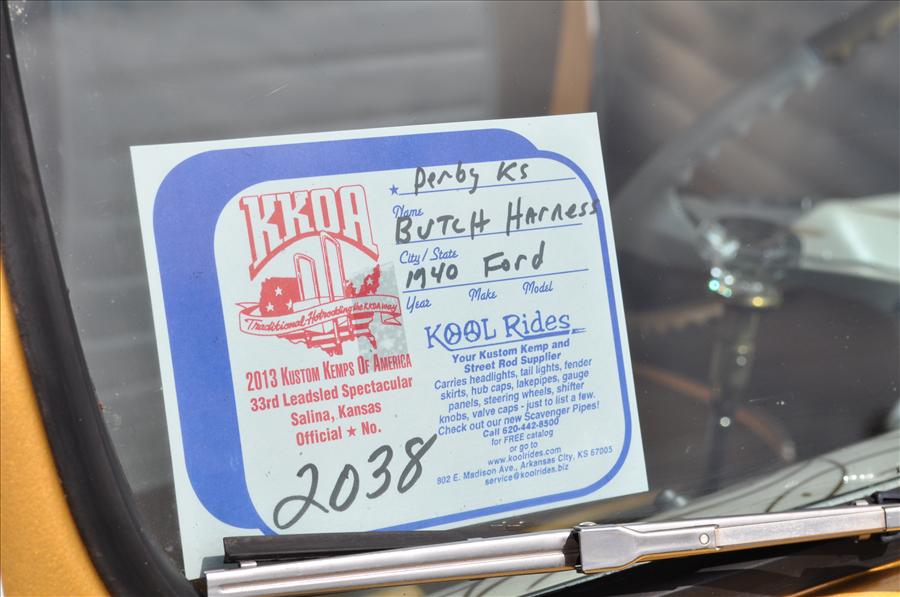 KKOA
Traditional Hotrodding the KKOA way
2013 KUSTOM KEMPS OF AMERICA
33rd Leadsled Spectacular
Salina, Kansas
Official ★ No.
2038
★ Derby KS
Name
BUTCH HARNESS
City/State
1940 Ford
Year Make Model
KOOL Rides
Your Kustom Kemp and
Street Rod Supplier
Carries headlights, tail lights, fender
skirts, hub caps, lakepipes, gauge
panels, steering wheels, shifter
knobs, valve caps - just to list a few.
Check out our new Scavenger Pipes!
Call 620-442-8500
for FREE catalog
or go to
www.koolrides.com
802 E. Madison Ave., Arkansas City, KS 67005
service@koolrides.biz